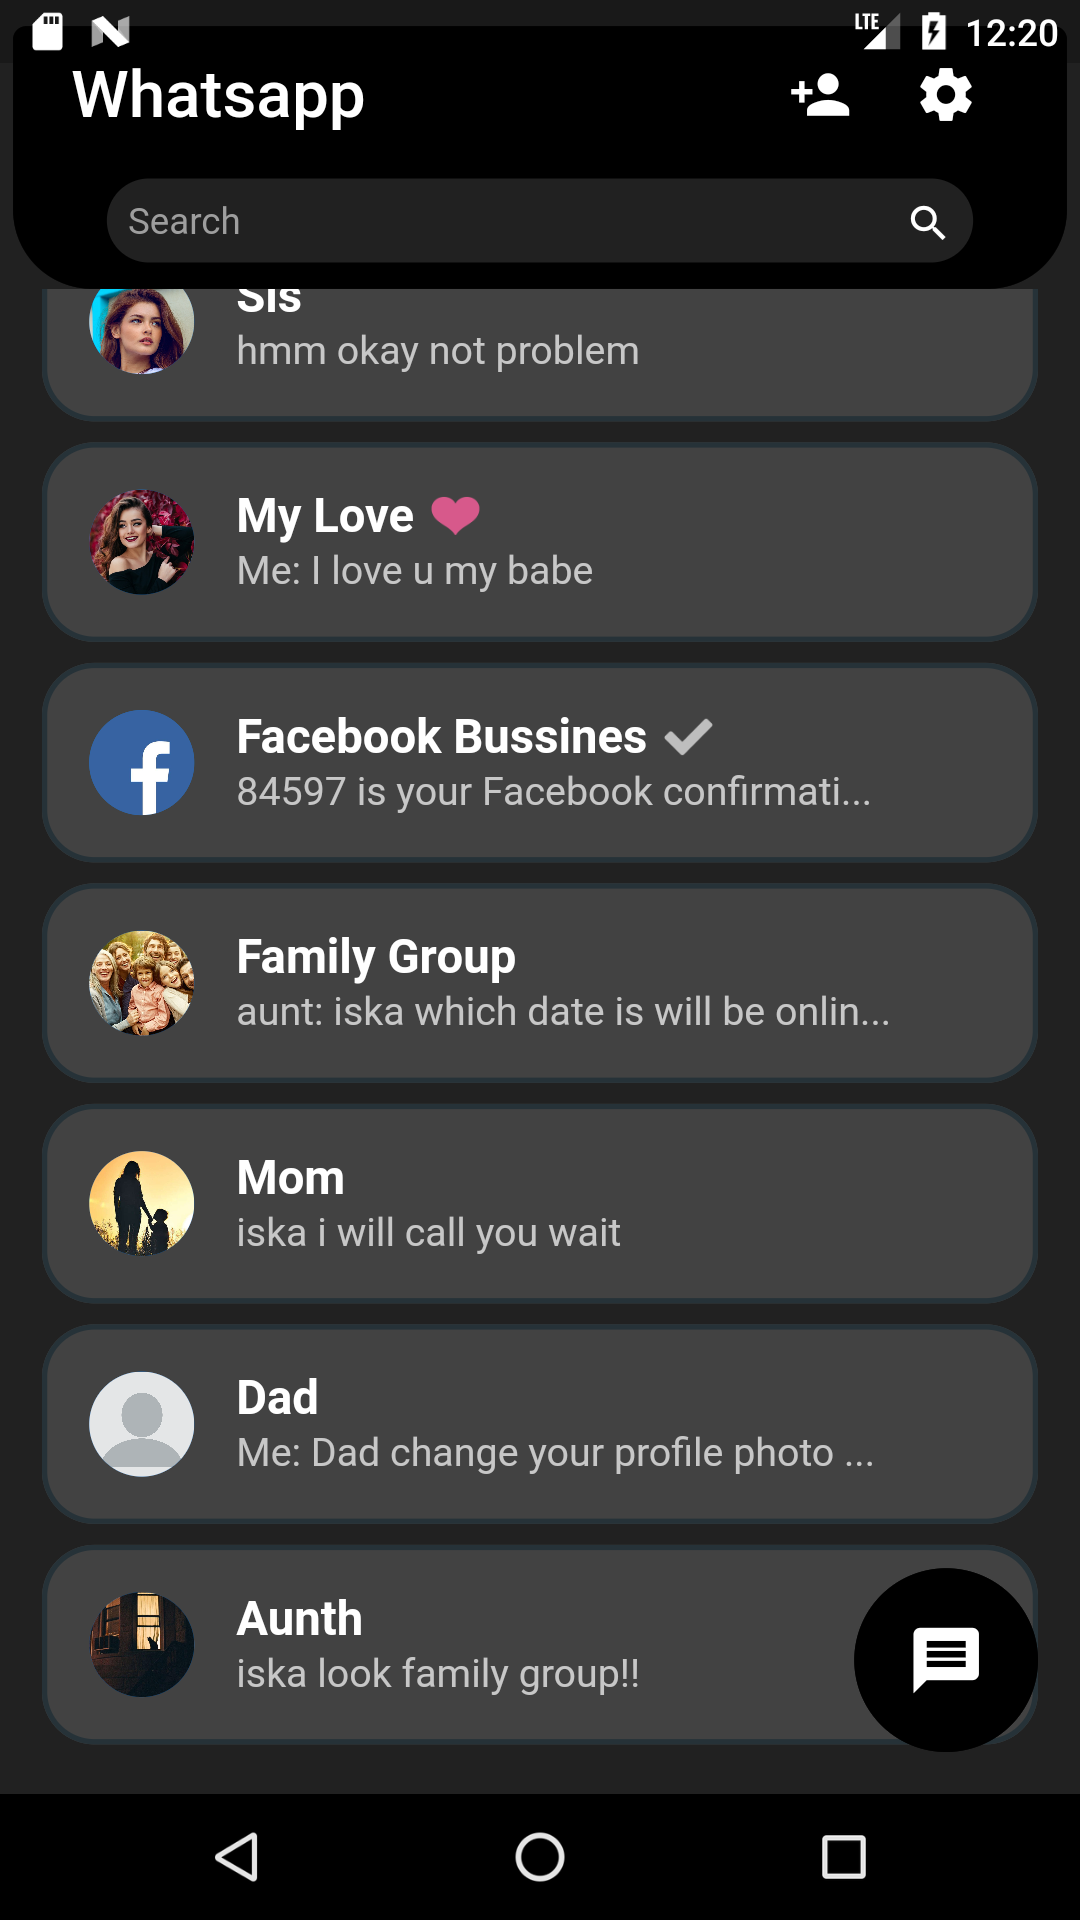 LTE 12:20
Whatsapp
Search
Sis
hmm okay not problem
My Love
Me: I love u my babe
Facebook Bussines
84597 is your Facebook confirmati...
Family Group
aunt: iska which date is will be onlin...
Mom
iska i will call you wait
Dad
Me: Dad change your profile photo ...
Aunth
iska look family group!!